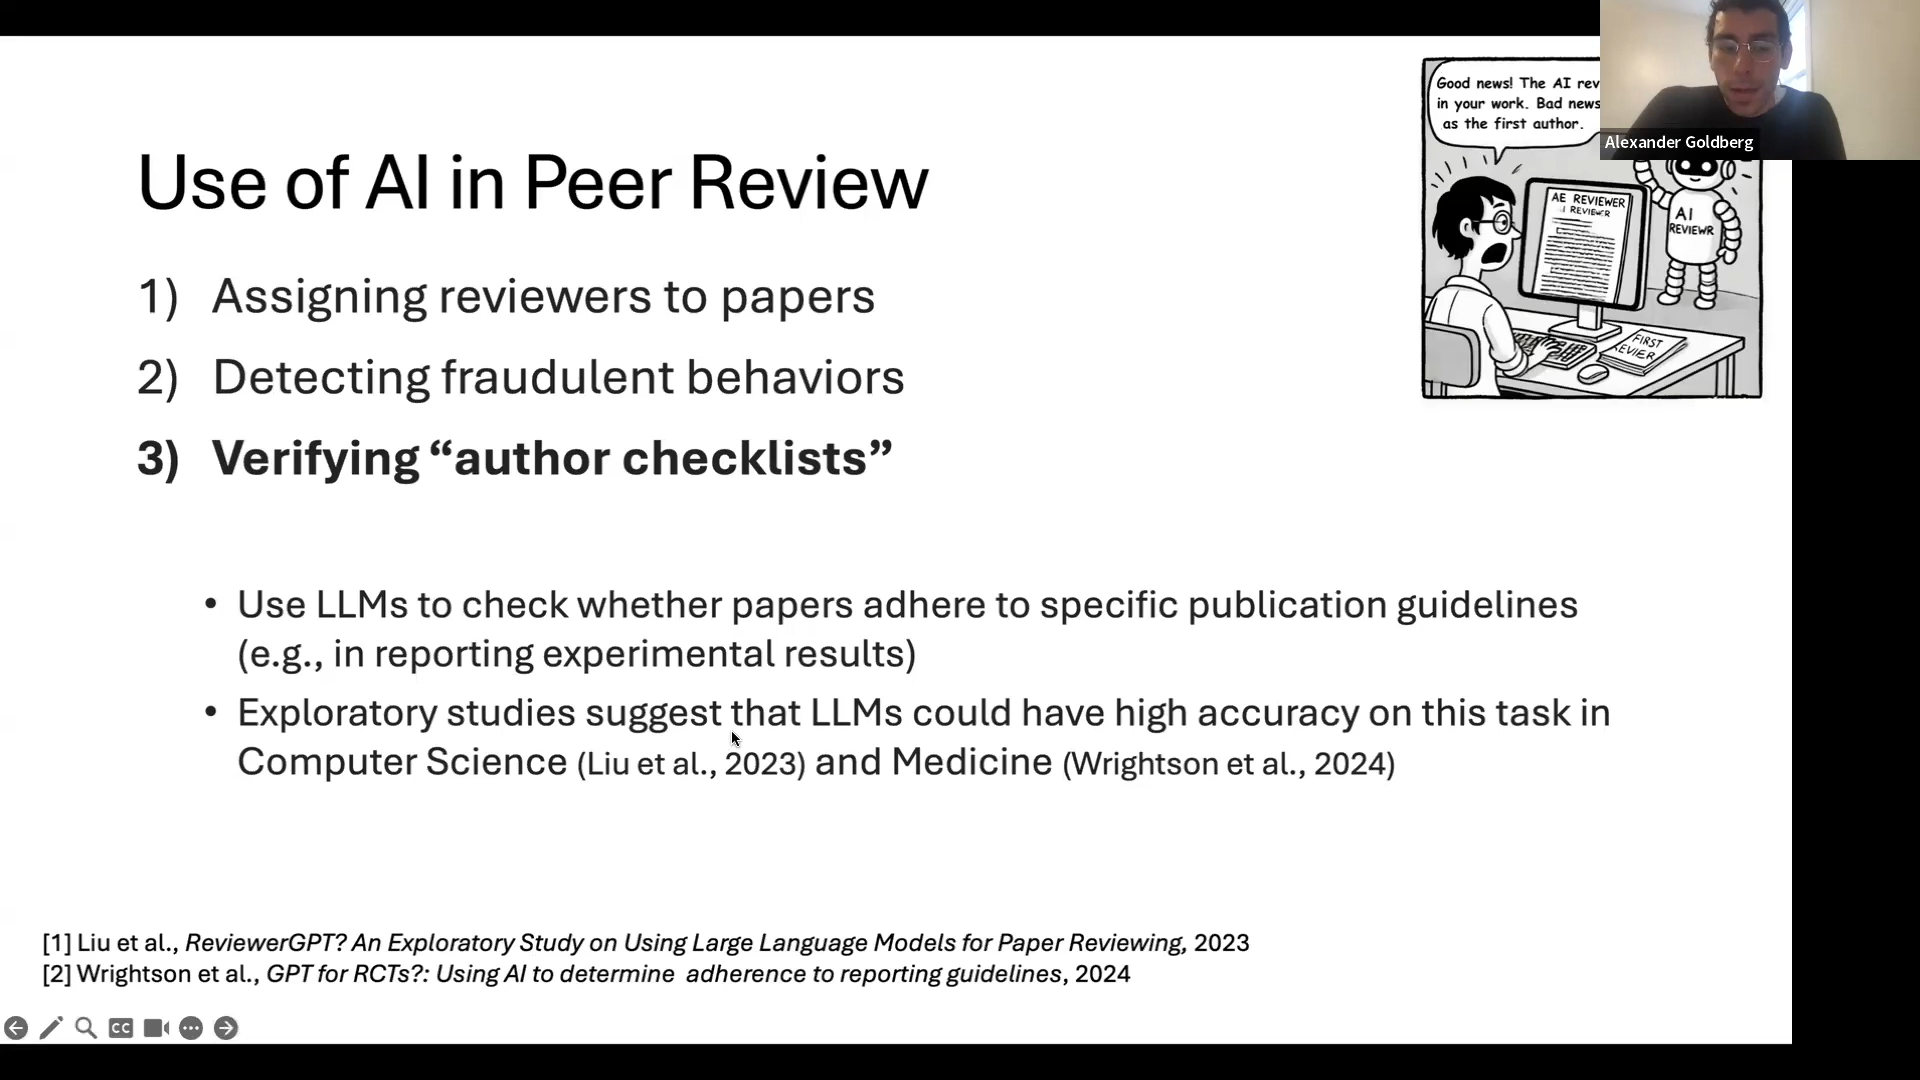 Good news! The AI rev
in your work. Bad news
as the first author.
Alexander Goldberg
Use of AI in Peer Review
AE REVIEWER
I REVIEWCR
AI
REVIEWR
FIRST
REVIER
1) Assigning reviewers to papers
2) Detecting fraudulent behaviors
3) Verifying “author checklists”
• Use LLMs to check whether papers adhere to specific publication guidelines
(e.g., in reporting experimental results)
• Exploratory studies suggest that LLMs could have high accuracy on this task in
Computer Science (Liu et al., 2023) and Medicine (Wrightson et al., 2024)
[1] Liu et al., ReviewerGPT? An Exploratory Study on Using Large Language Models for Paper Reviewing, 2023
[2] Wrightson et al., GPT for RCTs?: Using AI to determine adherence to reporting guidelines, 2024
CC